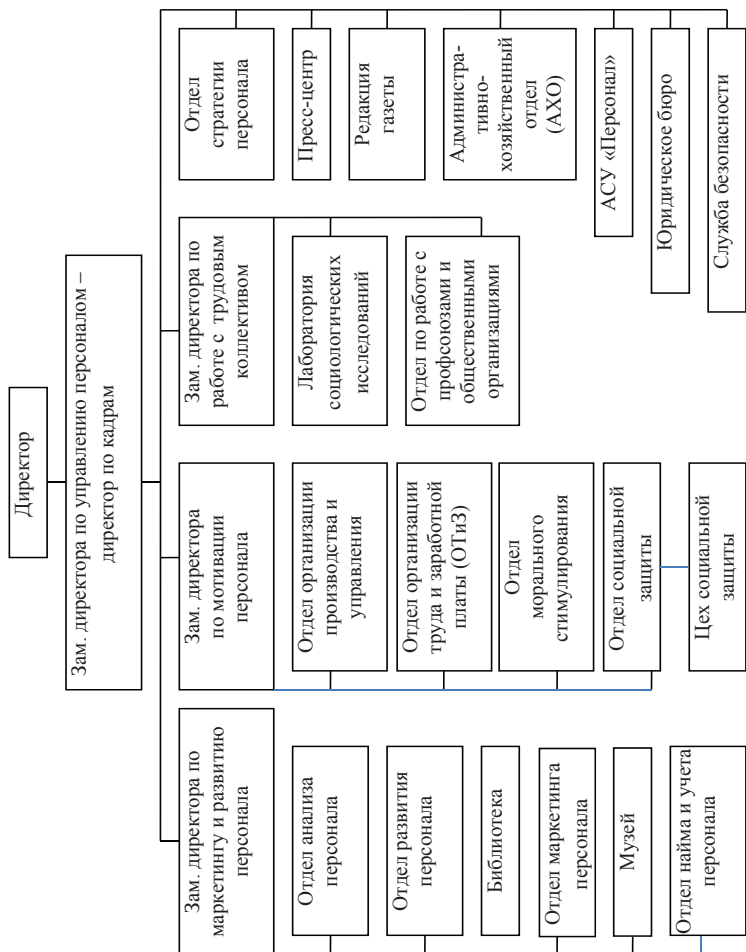 Директор
Зам. директора по управлению персоналом –
директор по кадрам
Зам. директора по
маркетингу и развитию
персонала
Отдел анализа
персонала
Отдел развития
персонала
Библиотека
Отдел маркетинга
персонала
Музей
Отдел найма и учета
персонала
Зам. директора
по мотивации
персонала
Отдел организации
производства и
управления
Отдел организации
труда и заработной
платы (ОТиЗ)
Отдел
морального
стимулирования
Отдел социальной
защиты
Цех социальной
защиты
Зам. директора по
работе с трудовым
коллективом
Лаборатория
социологических
исследований
Отдел по работе с
профсоюзами и
общественными
организациями
Отдел
стратегии
персонала
Пресс-центр
Редакция
газеты
Администра-
тивно-
хозяйственный
отдел
(АХО)
АСУ «Персонал»
Юридическое бюро
Служба безопасности